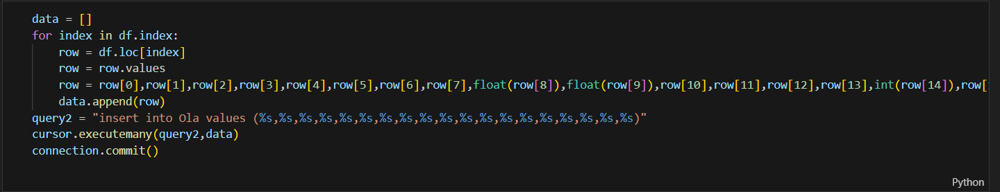 data = []
for index in df.index:
    row = df.loc[index]
    row = row.values
    row = row[0],row[1],row[2],row[3],row[4],row[5],row[6],row[7],float(row[8]),float(row[9]),row[10],row[11],row[12],row[13],int(row[14]),row[
    data.append(row)
query2 = "insert into Ola values (%s,%s,%s,%s,%s,%s,%s,%s,%s,%s,%s,%s,%s,%s,%s,%s,%s,%s,%s)"
cursor.executemany(query2,data)
connection.commit()
Python